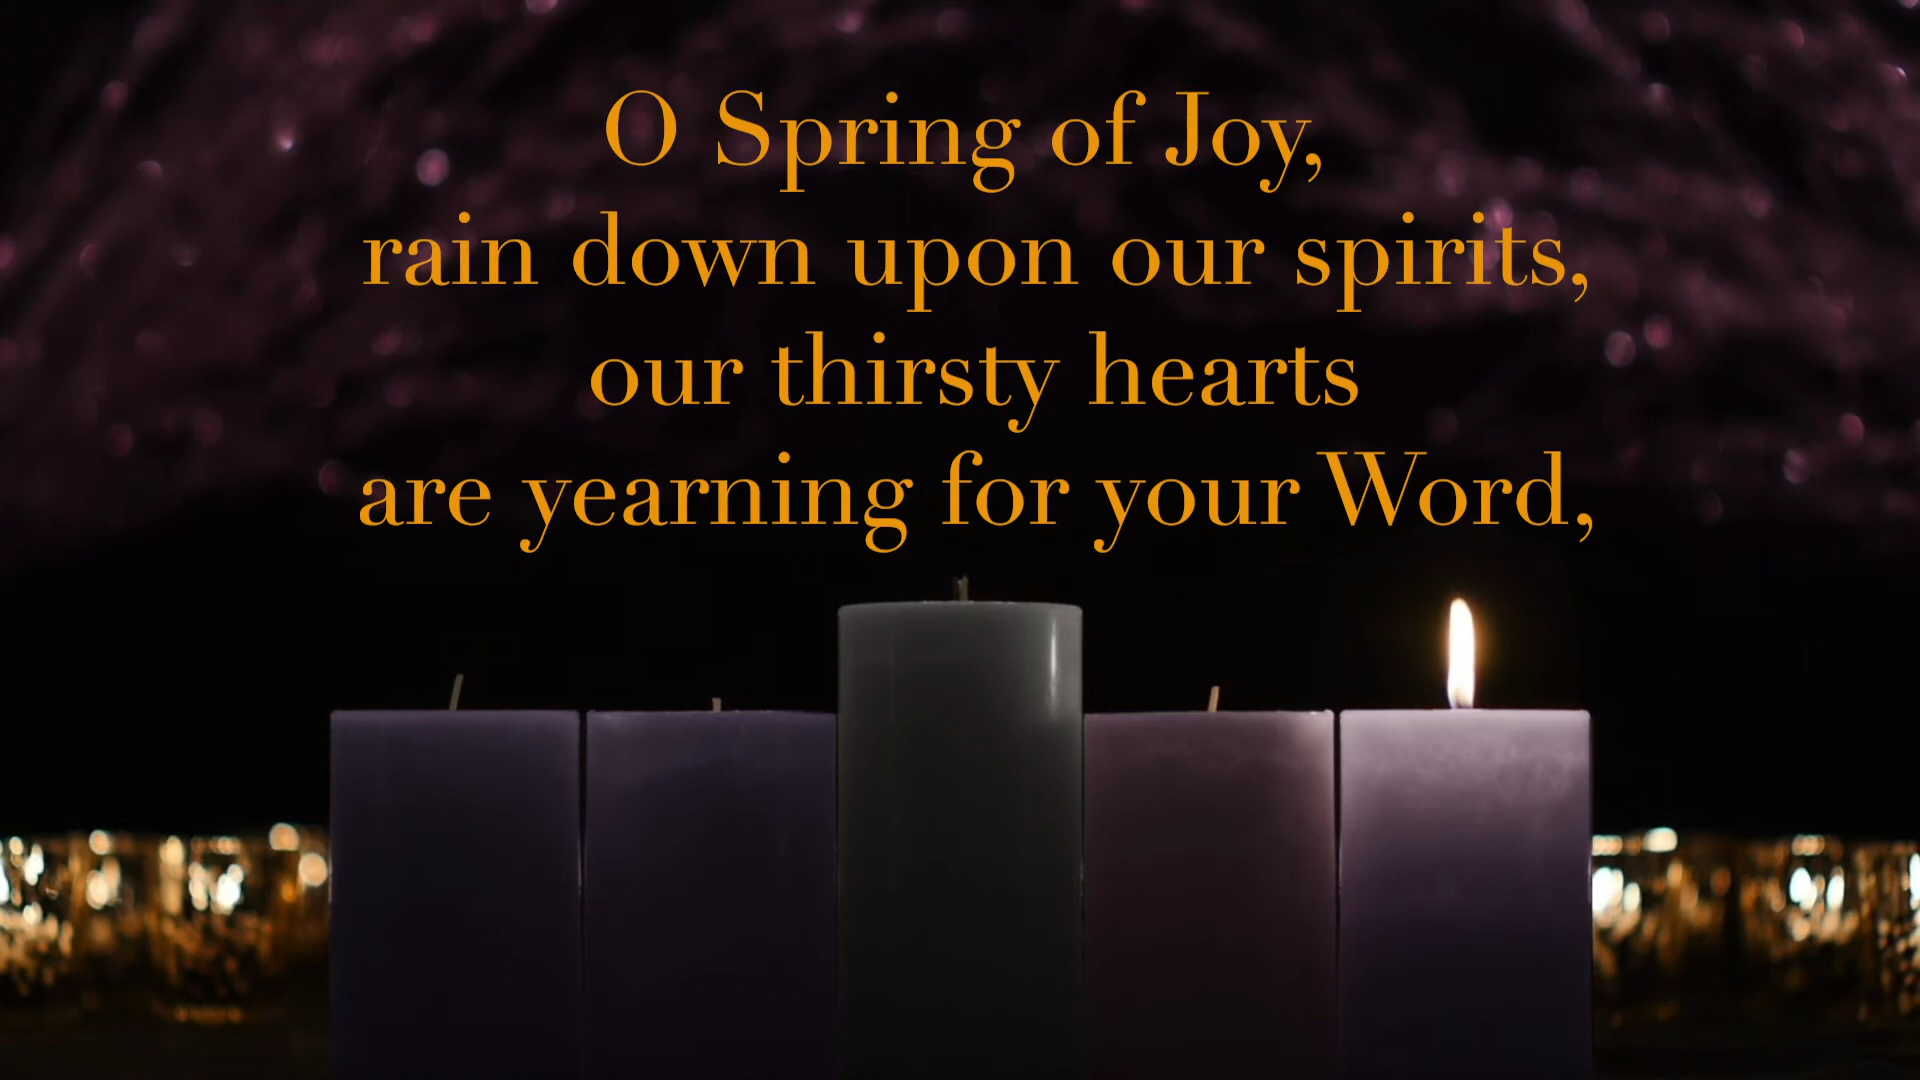 O Spring of Joy,
rain down upon our spirits,
our thirsty hearts
are yearning for your Word,